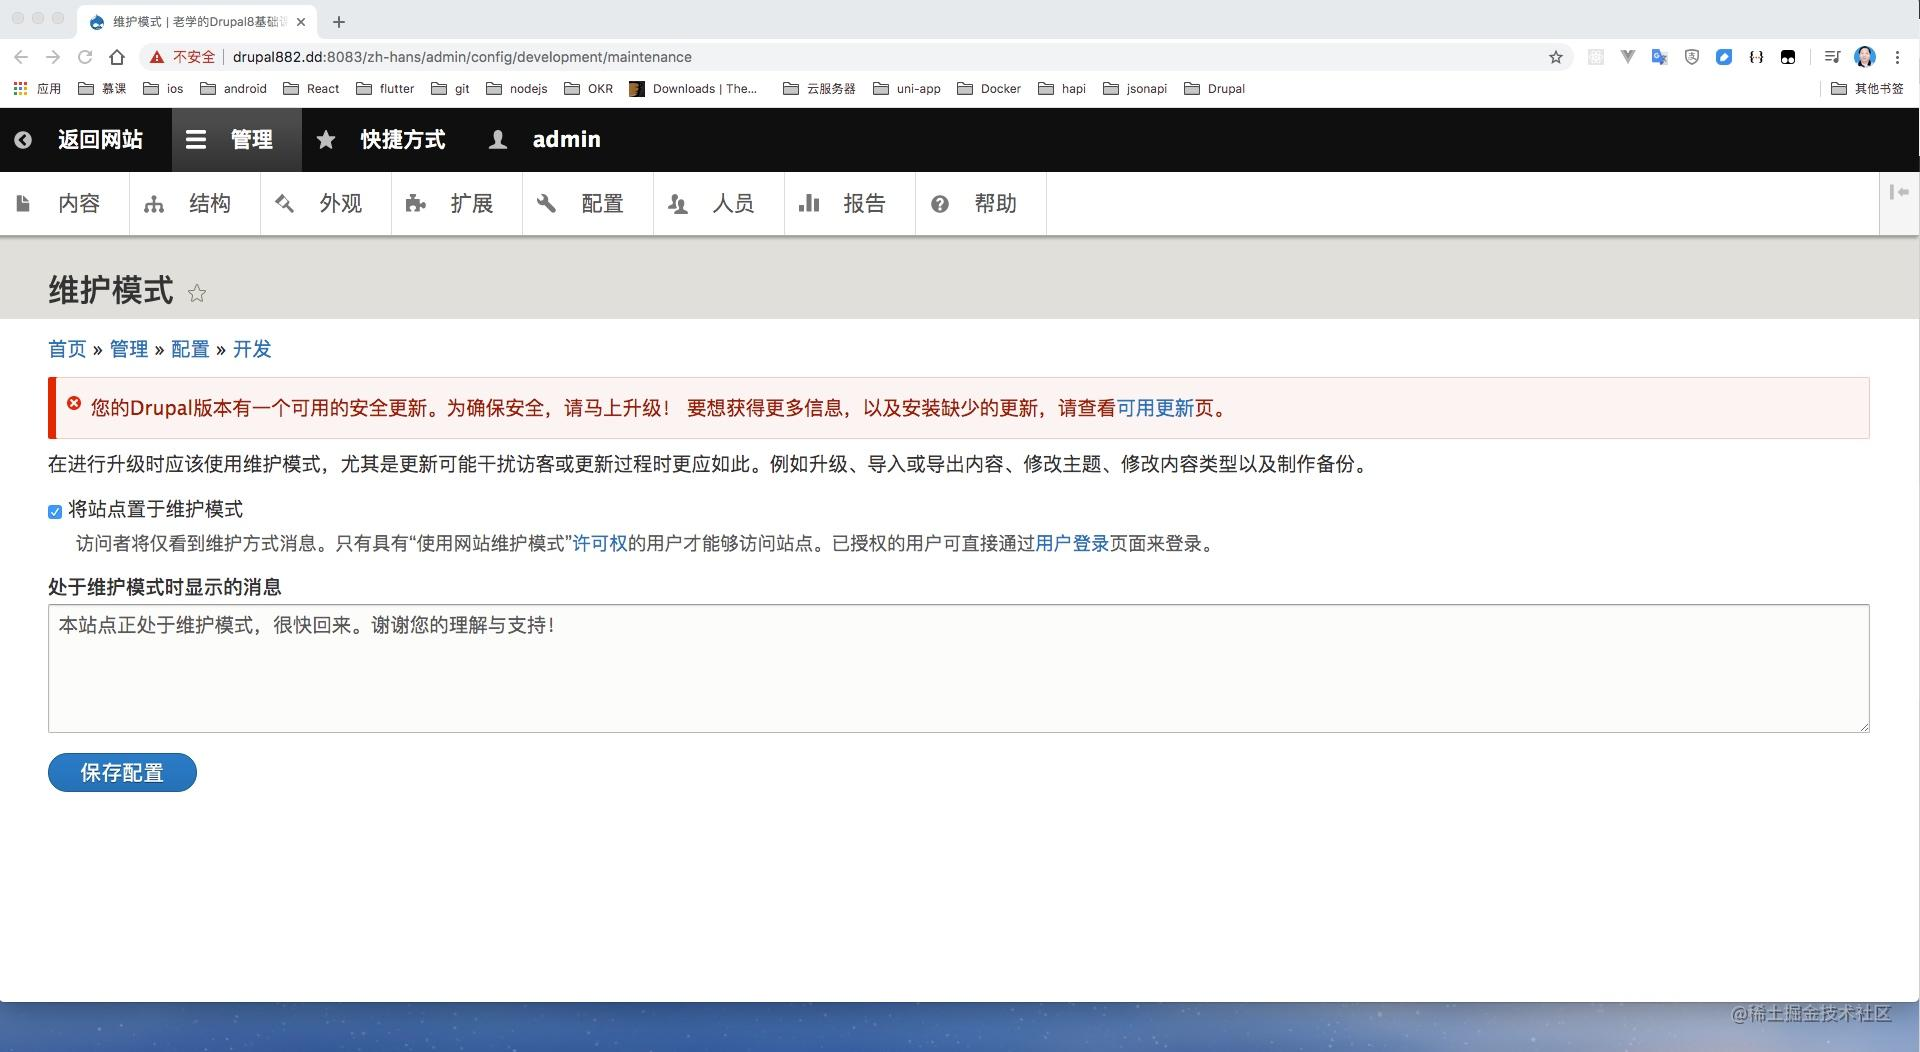 维护模式 | 老学的Drupal8基础
不安全 drupal882.dd:8083/zh-hans/admin/config/development/maintenance
应用 慕课 ios android React flutter git nodejs OKR Downloads | The... 云服务器 uni-app Docker hapi jsonapi Drupal 其他书签
返回网站 管理 快捷方式 admin
内容 结构 外观 扩展 配置 人员 报告 帮助
维护模式
首页 » 管理 » 配置 » 开发
您的Drupal版本有一个可用的安全更新。为确保安全，请马上升级！ 要想获得更多信息，以及安装缺少的更新，请查看可用更新页。
在进行升级时应该使用维护模式，尤其是更新可能干扰访客或更新过程时更应如此。例如升级、导入或导出内容、修改主题、修改内容类型以及制作备份。
将站点置于维护模式
访问者将仅看到维护方式消息。只有具有“使用网站维护模式”许可权的用户才能够访问站点。已授权的用户可直接通过用户登录页面来登录。
处于维护模式时显示的消息
本站点正处于维护模式，很快回来。谢谢您的理解与支持！
保存配置
@稀土掘金技术社区